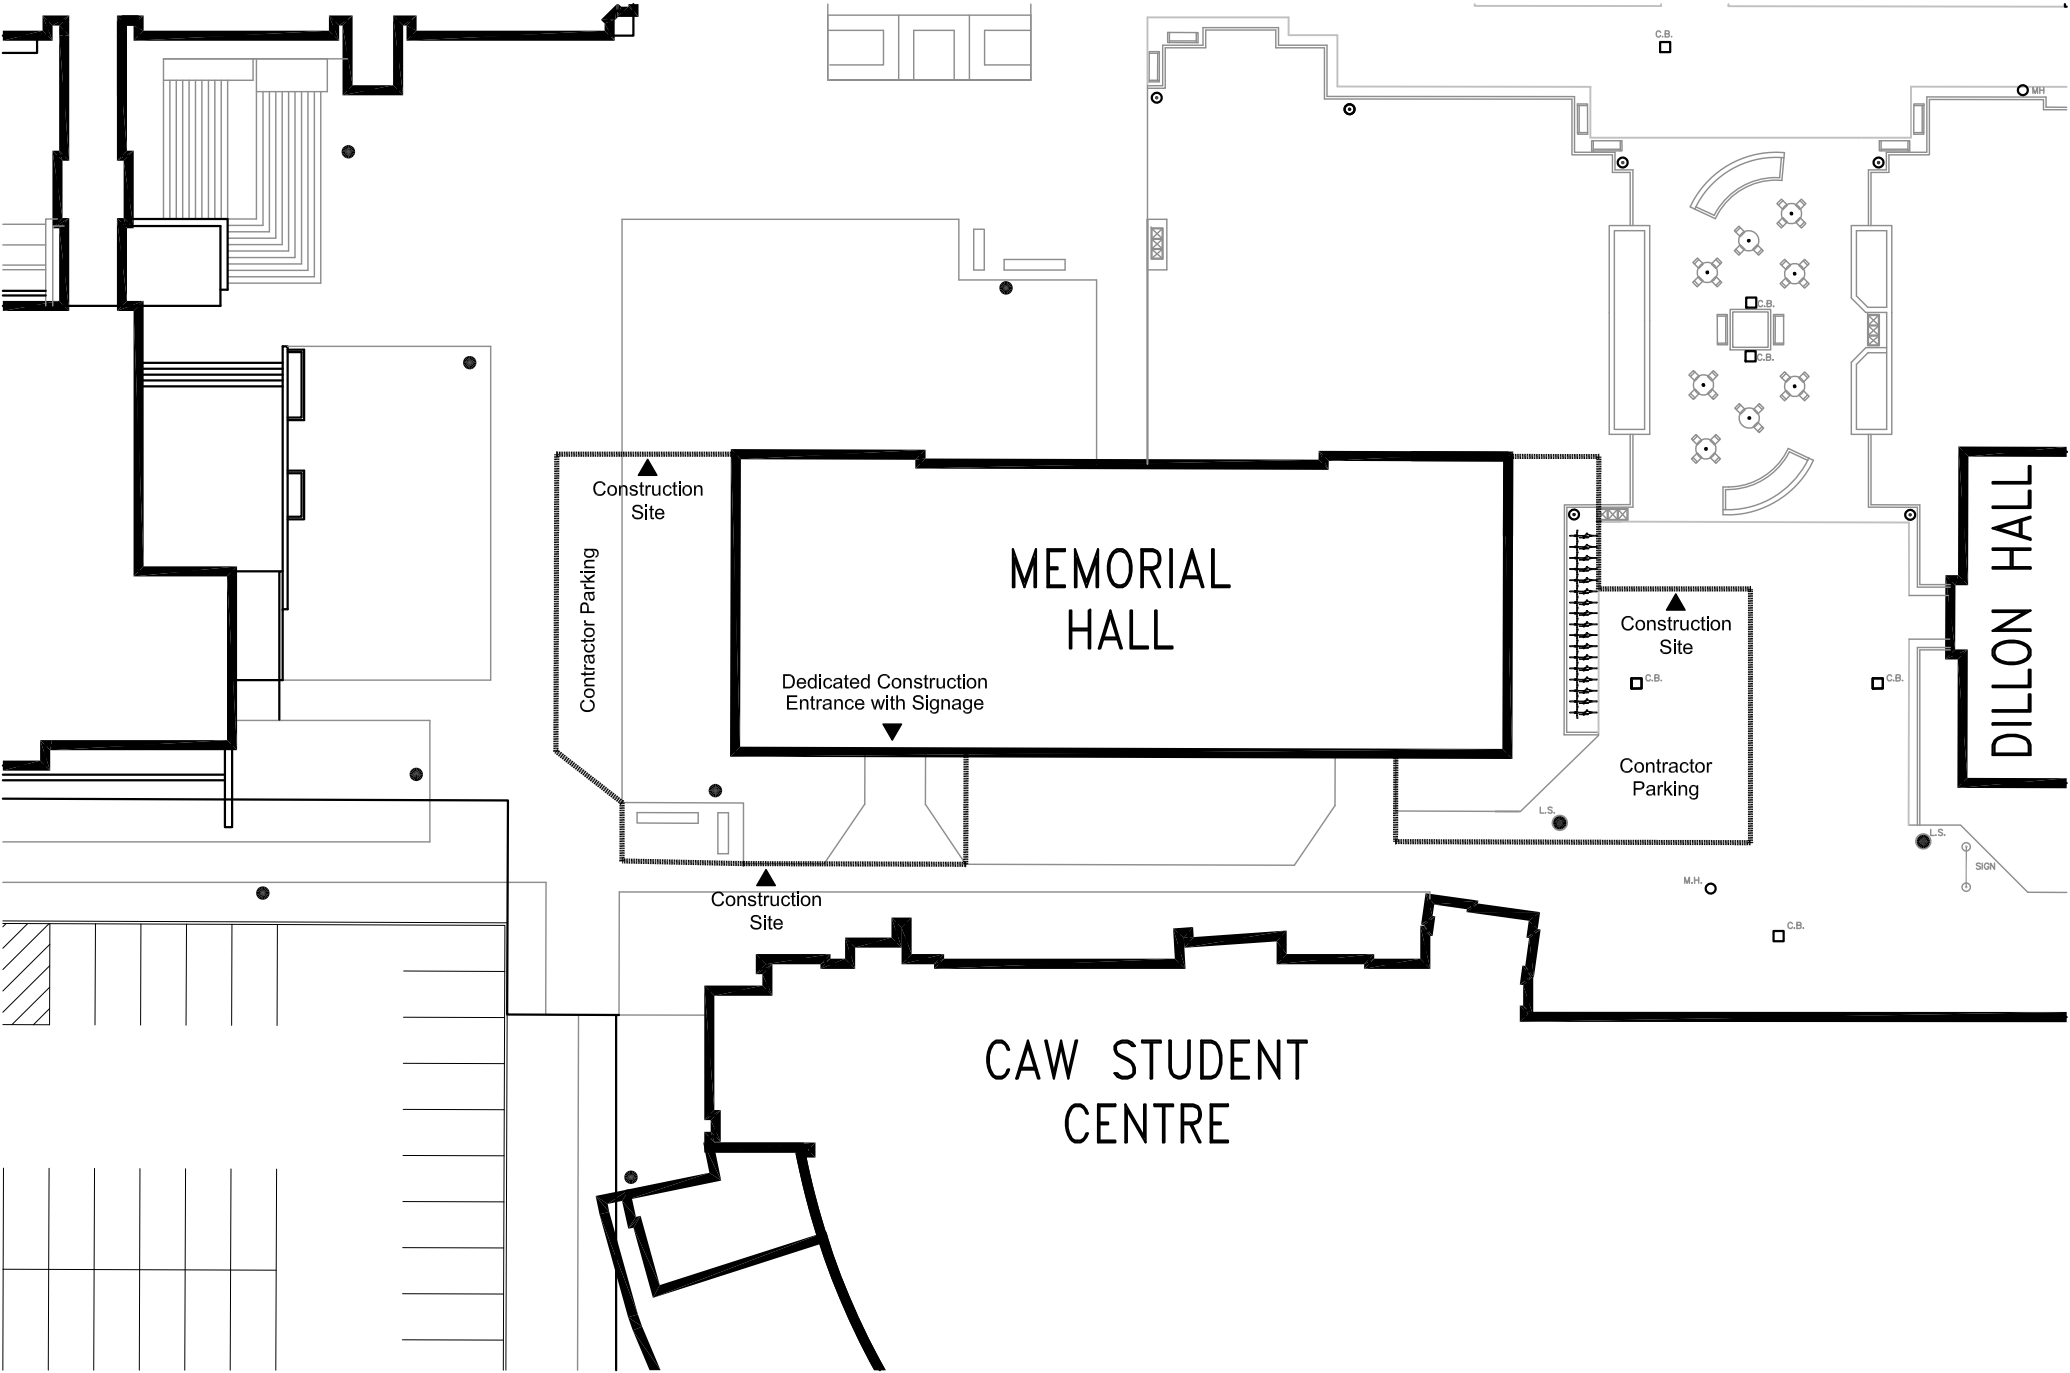 C.B.
MH
C.B.
C.B.
Construction
Site
Contractor Parking
MEMORIAL
HALL
Dedicated Construction
Entrance with Signage
Construction
Site
C.B.
C.B.
DILLON HALL
Contractor
Parking
L.S.
L.S.
SIGN
M.H.
C.B.
Construction
Site
CAW STUDENT
CENTRE